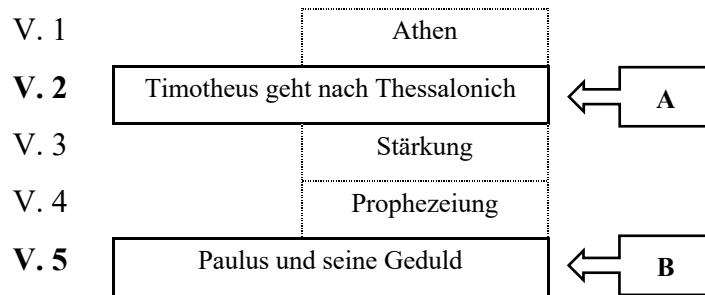 V. 1 Athen
V. 2 Timotheus geht nach Thessalonich A
V. 3 Stärkung
V. 4 Prophezeiung
V. 5 Paulus und seine Geduld B